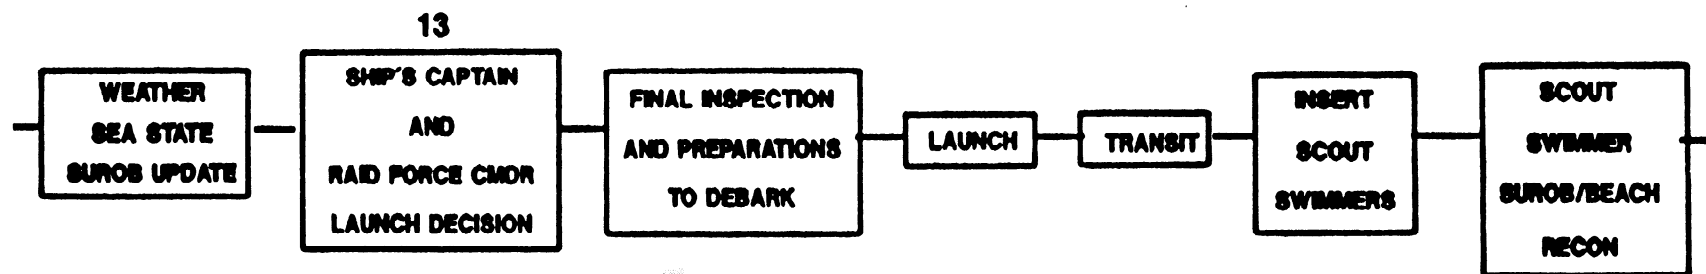 13
WEATHER
SEA STATE
SUROB UPDATE
SHIP'S CAPTAIN
AND
RAID FORCE CMDR
LAUNCH DECISION
FINAL INSPECTION
AND PREPARATIONS
TO DEBARK
LAUNCH
TRANSIT
INSERT
SCOUT
SWIMMERS
SCOUT
SWIMMER
SUROB/BEACH
RECON